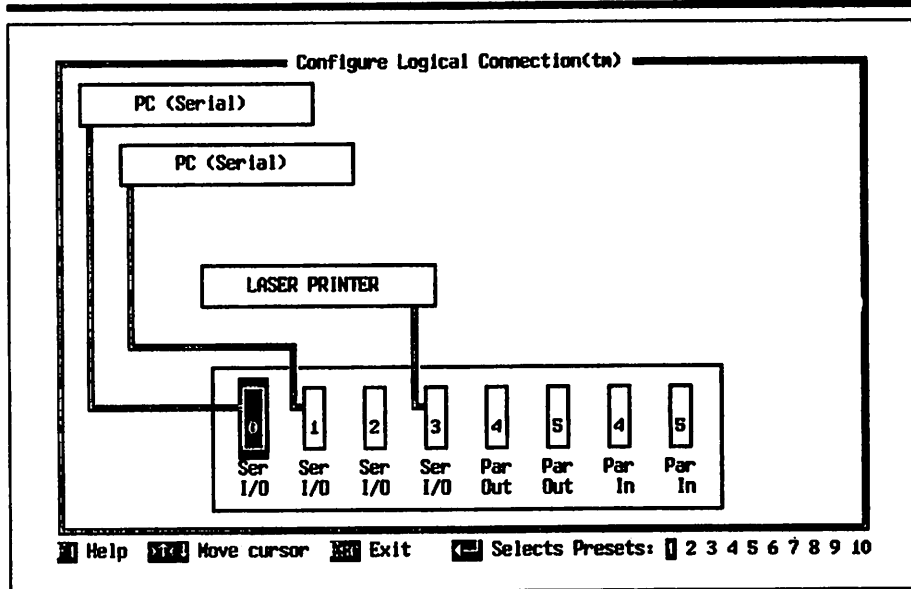 Configure Logical Connection(tm)
PC (Serial)
PC (Serial)
LASER PRINTER
0 1 2 3 4 5 4 5
Ser Ser Ser Ser Par Par Par Par
I/O I/O I/O I/O Out Out In In
Help Move cursor Exit Selects Presets: 1 2 3 4 5 6 7 8 9 10